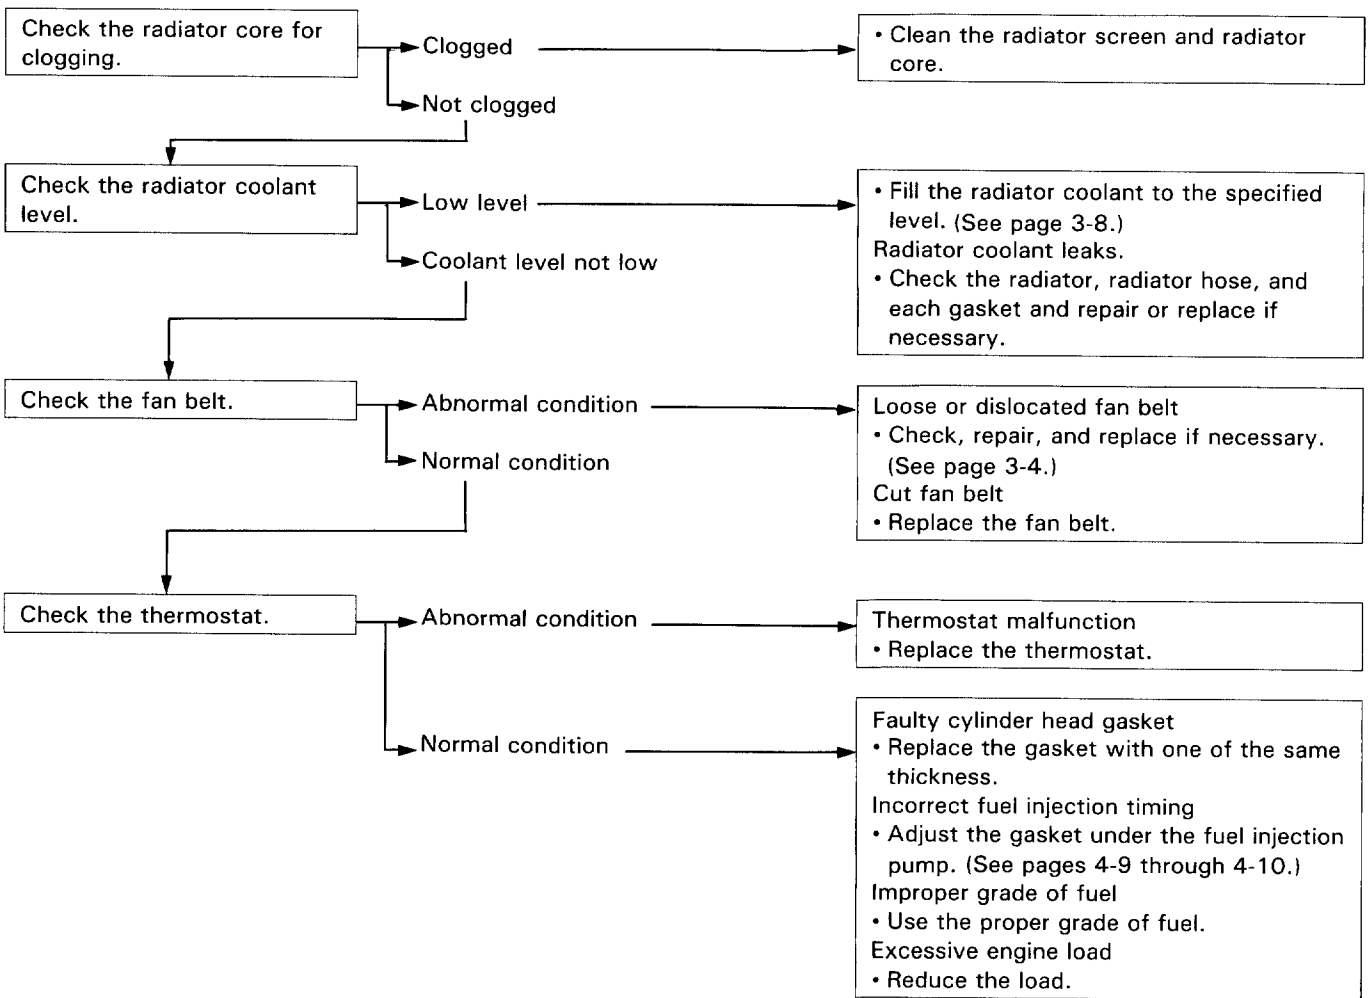 Check the radiator core for
clogging.
Clogged
• Clean the radiator screen and radiator
core.
Not clogged
Check the radiator coolant
level.
Low level
• Fill the radiator coolant to the specified
level. (See page 3-8.)
Radiator coolant leaks.
• Check the radiator, radiator hose, and
each gasket and repair or replace if
necessary.
Coolant level not low
Check the fan belt.
Abnormal condition
Loose or dislocated fan belt
• Check, repair, and replace if necessary.
(See page 3-4.)
Cut fan belt
• Replace the fan belt.
Normal condition
Check the thermostat.
Abnormal condition
Thermostat malfunction
• Replace the thermostat.
Normal condition
Faulty cylinder head gasket
• Replace the gasket with one of the same
thickness.
Incorrect fuel injection timing
• Adjust the gasket under the fuel injection
pump. (See pages 4-9 through 4-10.)
Improper grade of fuel
• Use the proper grade of fuel.
Excessive engine load
• Reduce the load.